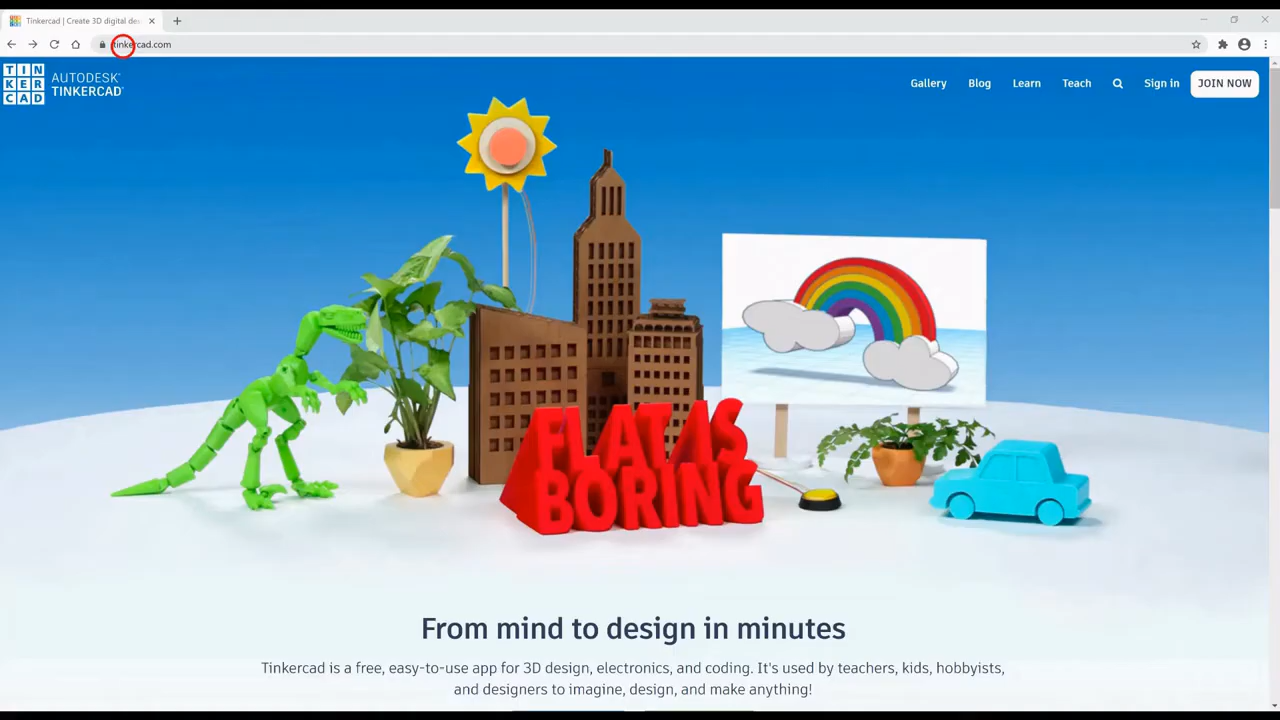 Tinkercad | Create 3D digital des
tinkercad.com
TIN
KER
CAD
AUTODESK
TINKERCAD
Gallery
Blog
Learn
Teach
Sign in
JOIN NOW
FLAT IS
BORING
From mind to design in minutes
Tinkercad is a free, easy-to-use app for 3D design, electronics, and coding. It's used by teachers, kids, hobbyists,
and designers to imagine, design, and make anything!